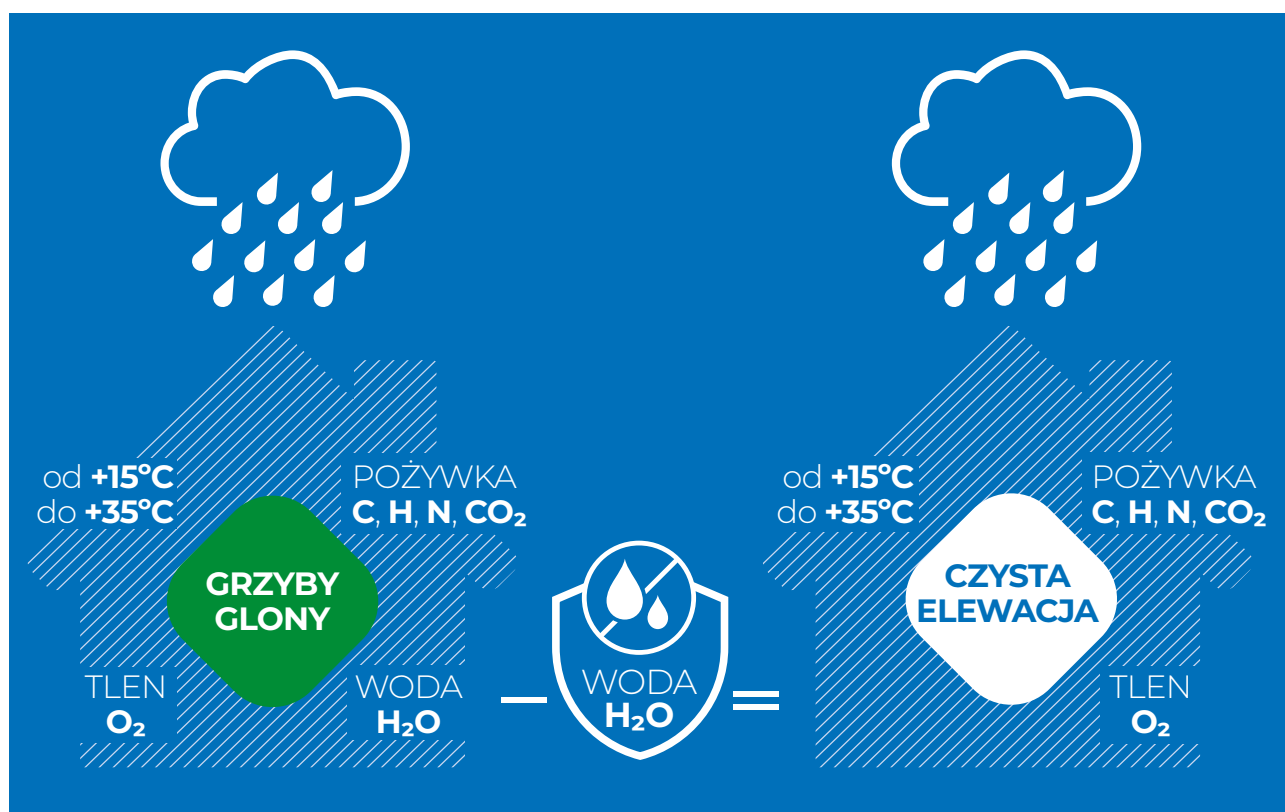 od +15°C
do +35°C
POŻYWKA
C, H, N, CO₂
GRZYBY
GLONY
TLEN
O₂
WODA
H₂O
–
WODA
H₂O
=
od +15°C
do +35°C
POŻYWKA
C, H, N, CO₂
CZYSTA
ELEWACJA
TLEN
O₂